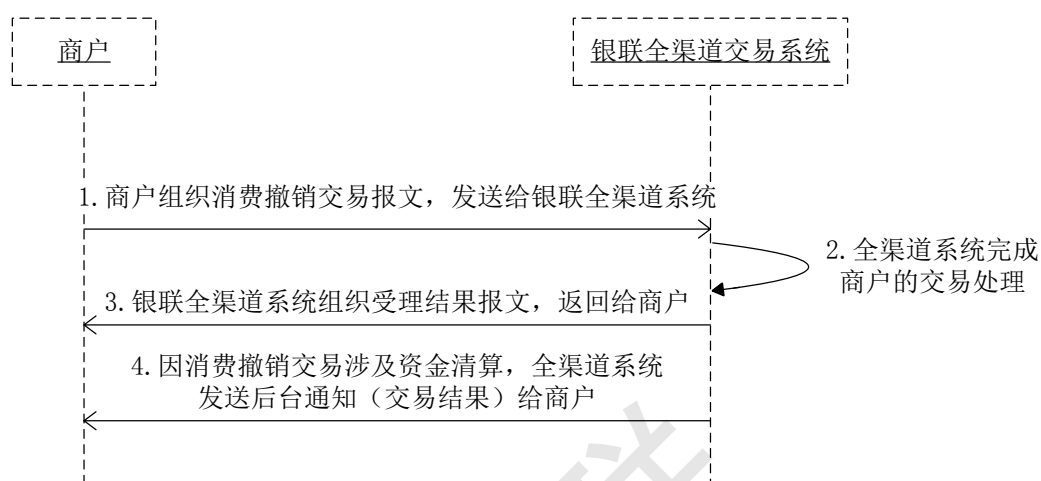 商户
银联全渠道交易系统
1.商户组织消费撤销交易报文，发送给银联全渠道系统
2.全渠道系统完成
商户的交易处理
3.银联全渠道系统组织受理结果报文，返回给商户
4.因消费撤销交易涉及资金清算，全渠道系统
发送后台通知（交易结果）给商户